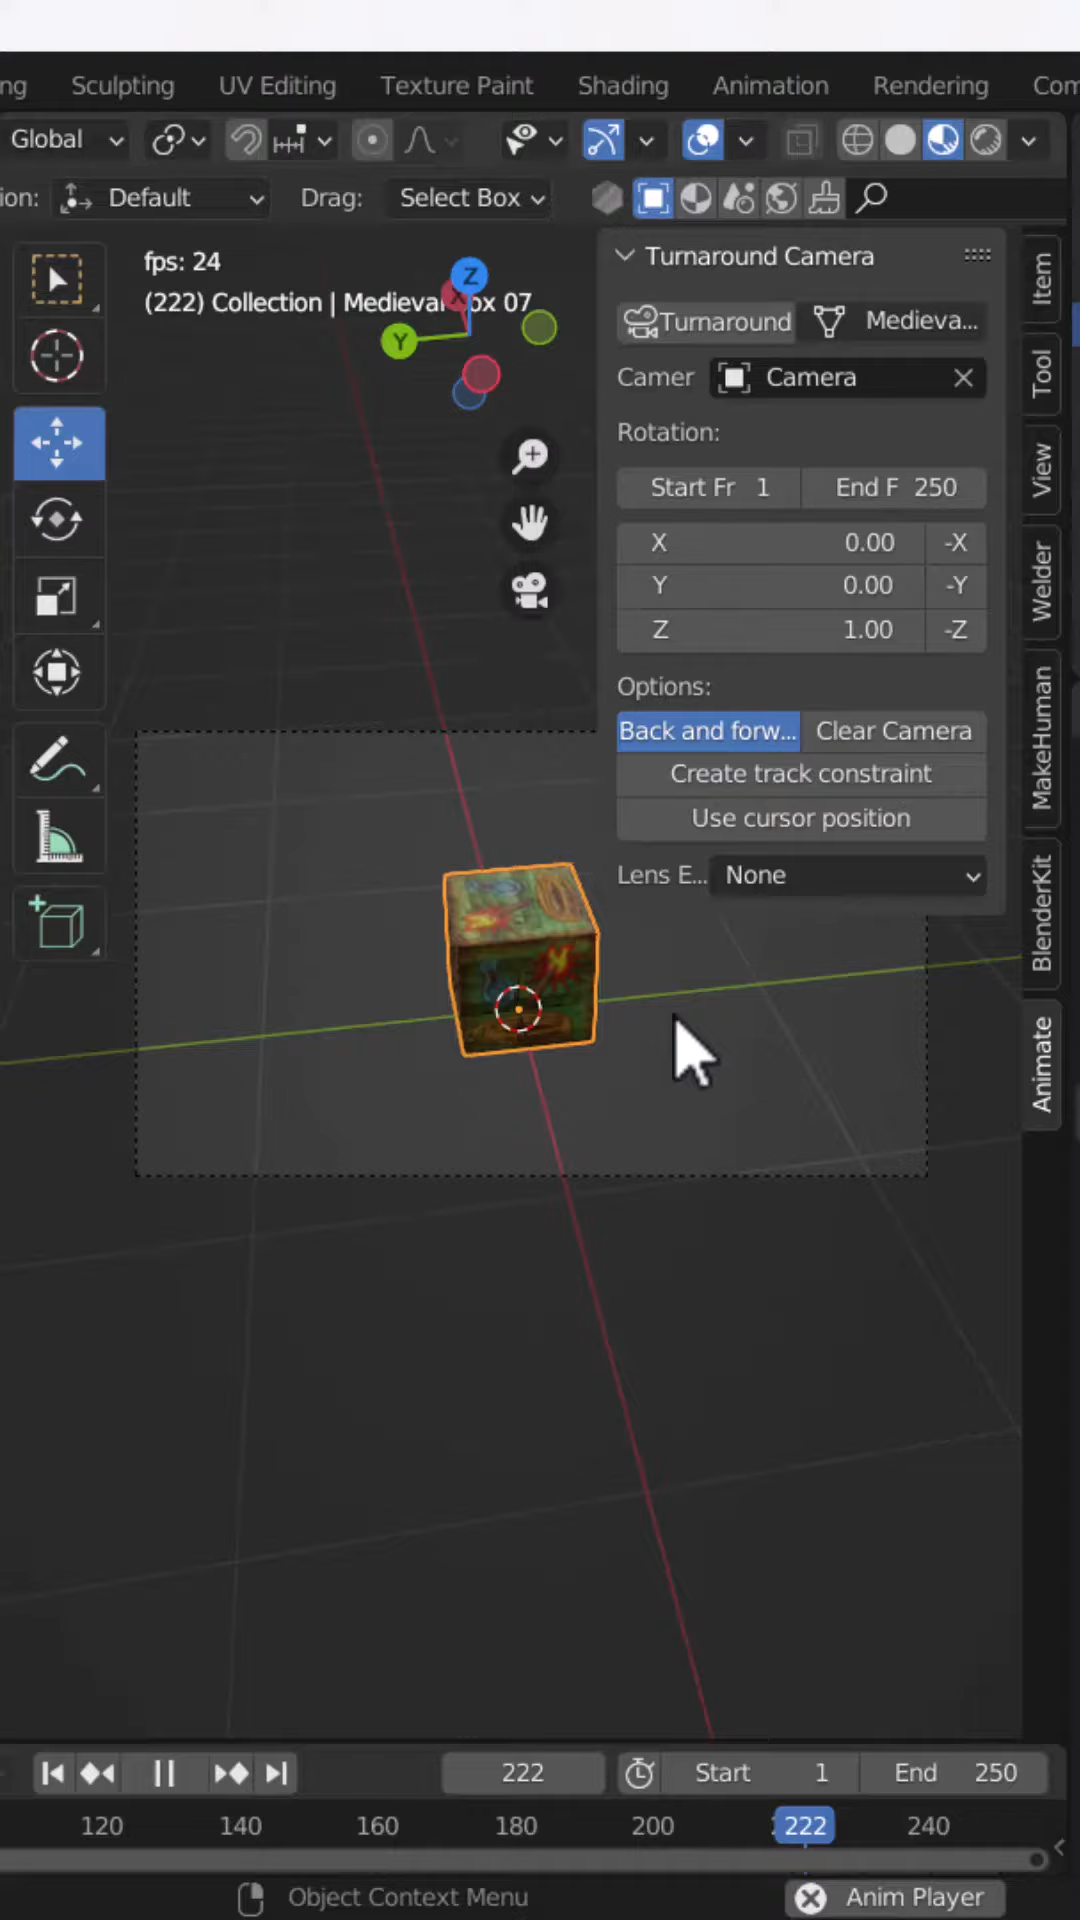 ng Sculpting UV Editing Texture Paint Shading Animation Rendering Com
Global
ion: Default Drag: Select Box
fps: 24
(222) Collection | Medieval ox 07
Z
X
Y
Turnaround Camera
Turnaround Medieva...
Camer Camera
Rotation:
Start Fr 1 End F 250
X 0.00 -X
Y 0.00 -Y
Z 1.00 -Z
Options:
Back and forw... Clear Camera
Create track constraint
Use cursor position
Lens E... None
Item
Tool
View
Welder
MakeHuman
BlenderKit
Animate
222 Start 1 End 250
120 140 160 180 200 222 240
Object Context Menu Anim Player